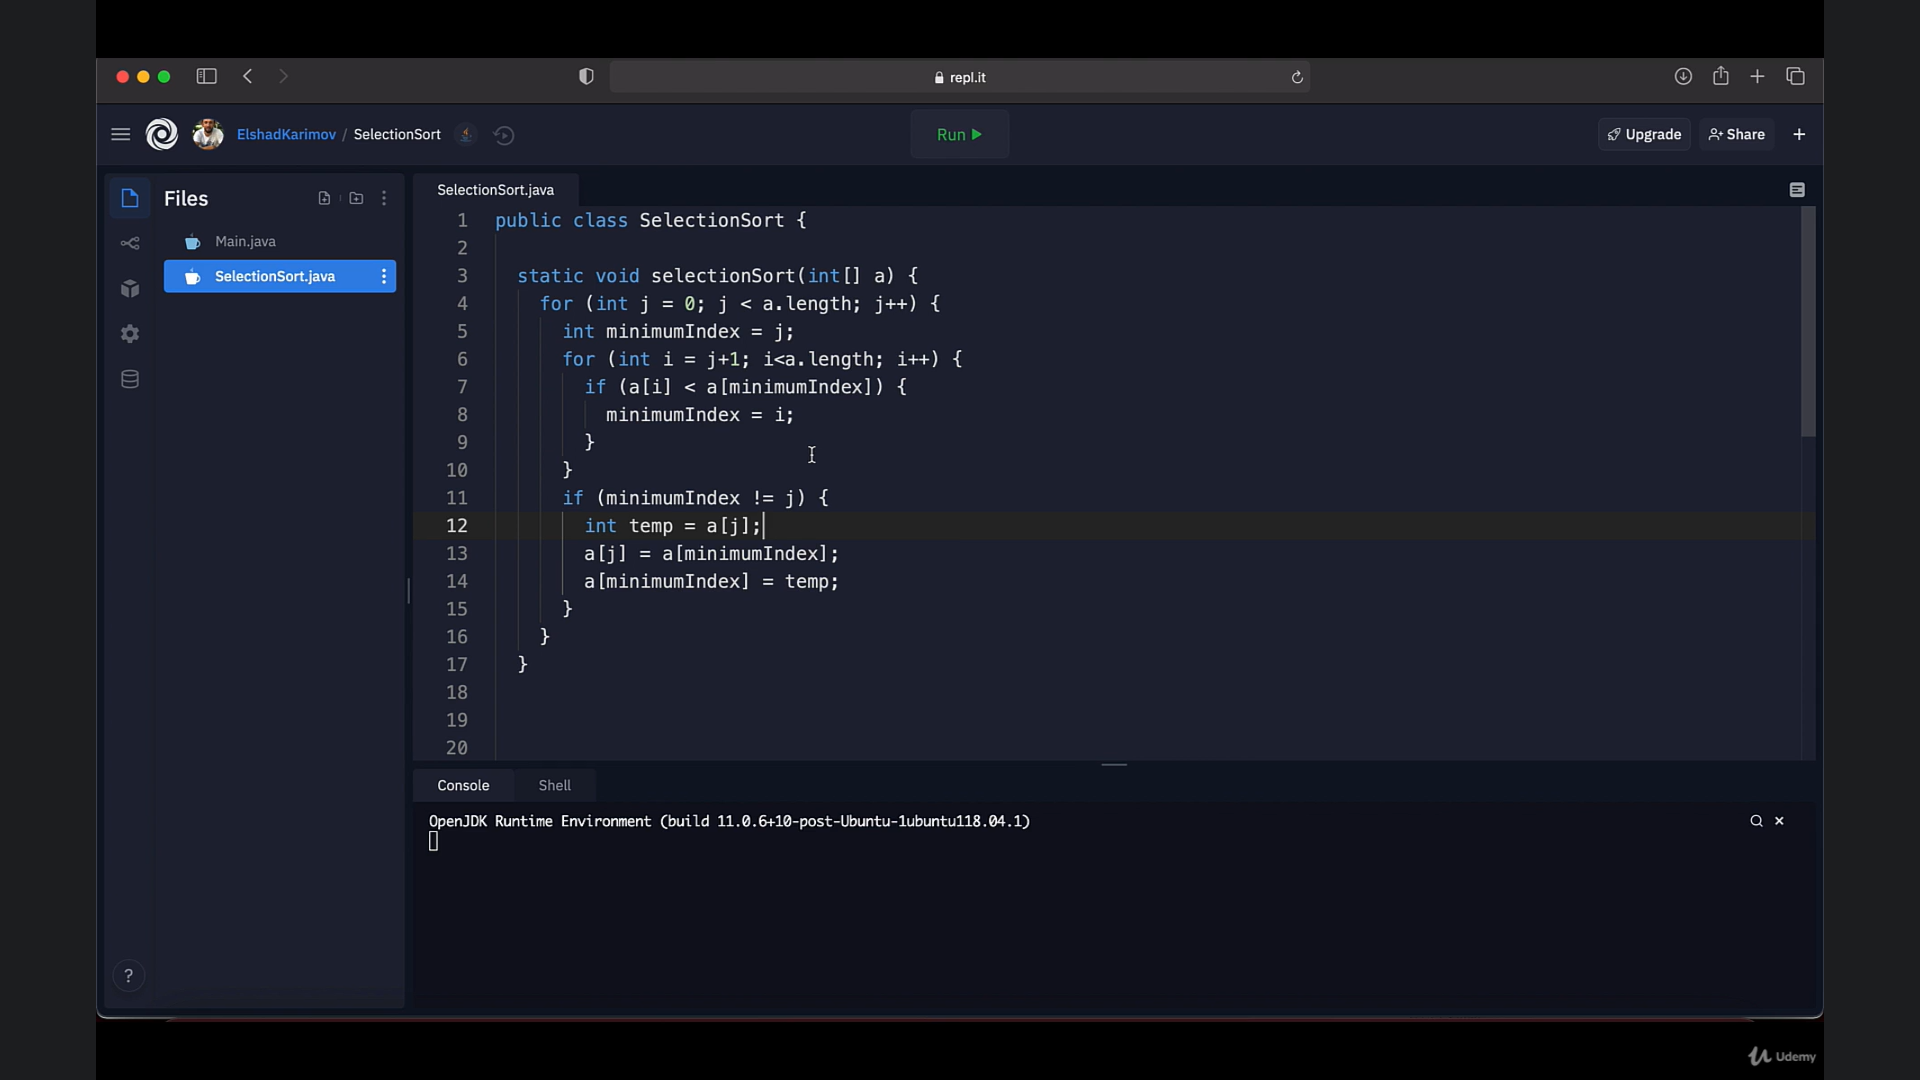 repl.it
ElshadKarimov / SelectionSort
Run
Upgrade
Share
Files
Main.java
SelectionSort.java
SelectionSort.java
1 public class SelectionSort {
2
3 static void selectionSort(int[] a) {
4 for (int j = 0; j < a.length; j++) {
5 int minimumIndex = j;
6 for (int i = j+1; i<a.length; i++) {
7 if (a[i] < a[minimumIndex]) {
8 minimumIndex = i;
9 }
10 }
11 if (minimumIndex != j) {
12 int temp = a[j];
13 a[j] = a[minimumIndex];
14 a[minimumIndex] = temp;
15 }
16 }
17 }
18
19
20
Console Shell
OpenJDK Runtime Environment (build 11.0.6+10-post-Ubuntu-1ubuntu118.04.1)
?
Udemy